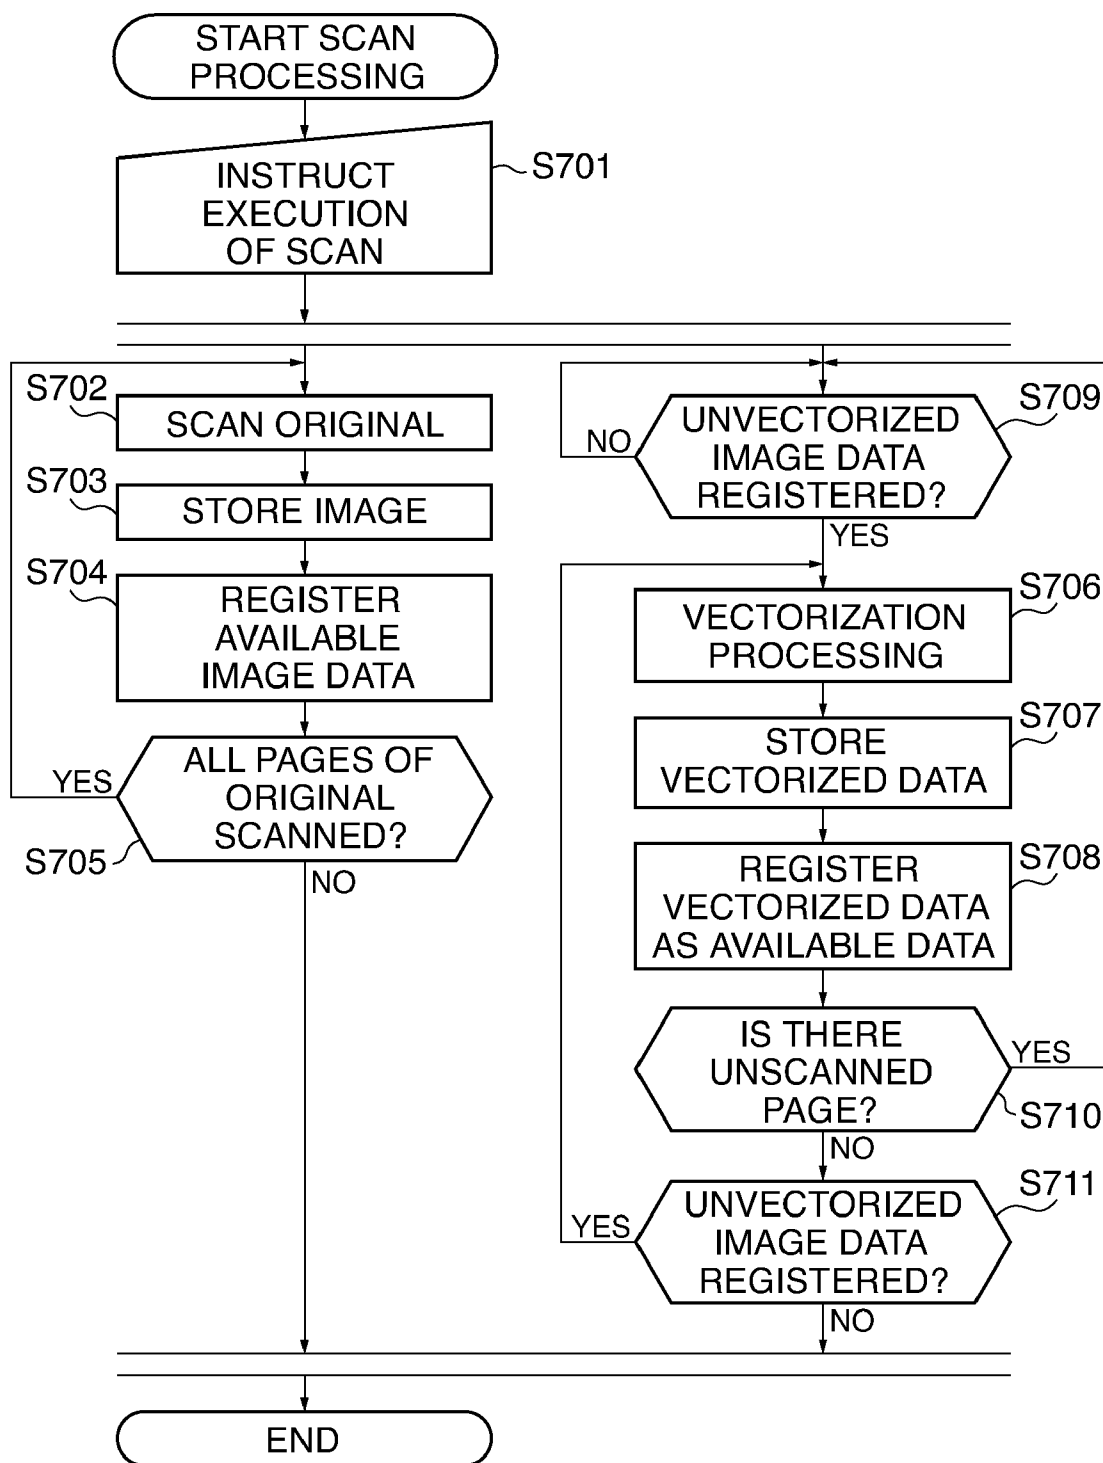 START SCAN
PROCESSING
INSTRUCT
EXECUTION
OF SCAN
S701
S702
SCAN ORIGINAL
S703
STORE IMAGE
S704
REGISTER
AVAILABLE
IMAGE DATA
YES
ALL PAGES OF
ORIGINAL
SCANNED?
S705
NO
S709
NO
UNVECTORIZED
IMAGE DATA
REGISTERED?
YES
S706
VECTORIZATION
PROCESSING
S707
STORE
VECTORIZED DATA
S708
REGISTER
VECTORIZED DATA
AS AVAILABLE DATA
IS THERE
UNSCANNED
PAGE?
YES
S710
NO
S711
YES
UNVECTORIZED
IMAGE DATA
REGISTERED?
NO
END